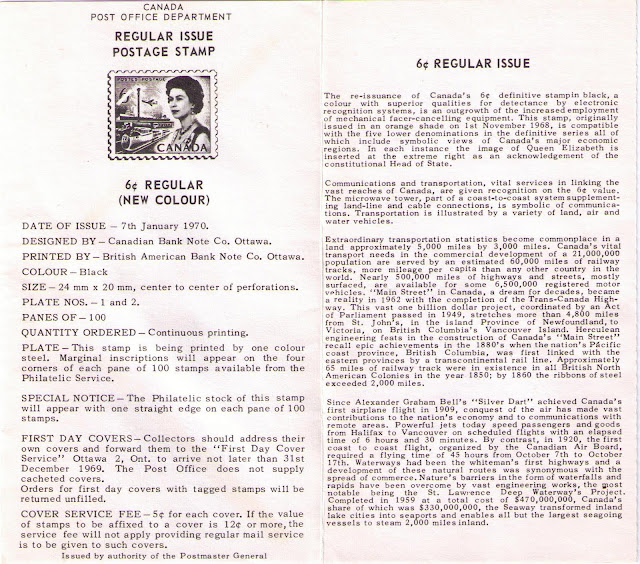 CANADA
POST OFFICE DEPARTMENT
REGULAR ISSUE
POSTAGE STAMP
POSTES POSTAGE
6
CANADA
6¢ REGULAR
(NEW COLOUR)
DATE OF ISSUE - 7th January 1970.
DESIGNED BY - Canadian Bank Note Co. Ottawa.
PRINTED BY - British American Bank Note Co. Ottawa.
COLOUR - Black
SIZE - 24 mm x 20 mm, center to center of perforations.
PLATE NOS. - 1 and 2.
PANES OF - 100
QUANTITY ORDERED - Continuous printing.
PLATE - This stamp is being printed by one colour
steel. Marginal inscriptions will appear on the four
corners of each pane of 100 stamps available from the
Philatelic Service.
SPECIAL NOTICE - The Philatelic stock of this stamp
will appear with one straight edge on each pane of 100
stamps.
FIRST DAY COVERS - Collectors should address their
own covers and forward them to the "First Day Cover
Service" Ottawa 2, Ont. to arrive not later than 31st
December 1969. The Post Office does not supply
cacheted covers.
Orders for first day covers with tagged stamps will be
returned unfilled.
COVER SERVICE FEE - 5¢ for each cover. If the value
of stamps to be affixed to a cover is 12¢ or more, the
service fee will not apply providing regular mail service
is to be given to such covers.
Issued by authority of the Postmaster General
6¢ REGULAR ISSUE
The re-issuance of Canada's 6¢ definitive stamp in black, a
colour with superior qualities for detectance by electronic
recognition systems, is an outgrowth of the increased employment
of mechanical facer-cancelling equipment. This stamp, originally
issued in an orange shade on 1st November 1968, is compatible
with the five lower denominations in the definitive series all of
which include symbolic views of Canada's major economic
regions. In each instance the image of Queen Elizabeth is
inserted at the extreme right as an acknowledgement of the
constitutional Head of State.
Communications and transportation, vital services in linking the
vast reaches of Canada, are given recognition on the 6¢ value.
The microwave tower, part of a coast-to-coast system supplement-
ing land-line and cable connections, is symbolic of communica-
tions. Transportation is illustrated by a variety of land, air and
water vehicles.
Extraordinary transportation statistics become commonplace in a
land approximately 5,000 miles by 3,000 miles. Canada's vital
transport needs in the commercial development of a 21,000,000
population are served by an estimated 60,000 miles of railway
tracks, more mileage per capita than any other country in the
world. Nearly 500,000 miles of highways and streets, mostly
surfaced, are available for some 6,500,000 registered motor
vehicles. "Main Street" in Canada, a dream for decades, became
a reality in 1962 with the completion of the Trans-Canada High-
way. This vast one billion dollar project, coordinated by an Act
of Parliament passed in 1949, stretches more than 4,800 miles
from St. John's, in the island Province of Newfoundland, to
Victoria, on British Columbia's Vancouver Island. Herculean
engineering feats in the construction of Canada's "Main Street"
recall epic achievements in the 1880's when the nation's Pacific
coast province, British Columbia, was first linked with the
eastern provinces by a transcontinental rail line. Approximately
65 miles of railway track were in existence in all British North
American Colonies in the year 1850; by 1860 the ribbons of steel
exceeded 2,000 miles.
Since Alexander Graham Bell's "Silver Dart" achieved Canada's
first airplane flight in 1909, conquest of the air has made vast
contributions to the nation's economy and to communications with
remote areas. Powerful jets today speed passengers and goods
from Halifax to Vancouver on scheduled flights with an elapsed
time of 6 hours and 30 minutes. By contrast, in 1920, the first
coast to coast flight, organized by the Canadian Air Board,
required a flying time of 45 hours from October 7th to October
17th. Waterways had been the whiteman's first highways and a
development of these natural routes was synonymous with the
spread of commerce. Nature's barriers in the form of waterfalls and
rapids have been overcome by vast engineering works, the most
notable being the St. Lawrence Deep Waterway's Project.
Completed in 1959 at a total cost of $470,000,000, Canada's
share of which was $330,000,000, the Seaway transformed inland
lake cities into seaports and enables all but the largest seagoing
vessels to steam 2,000 miles inland.